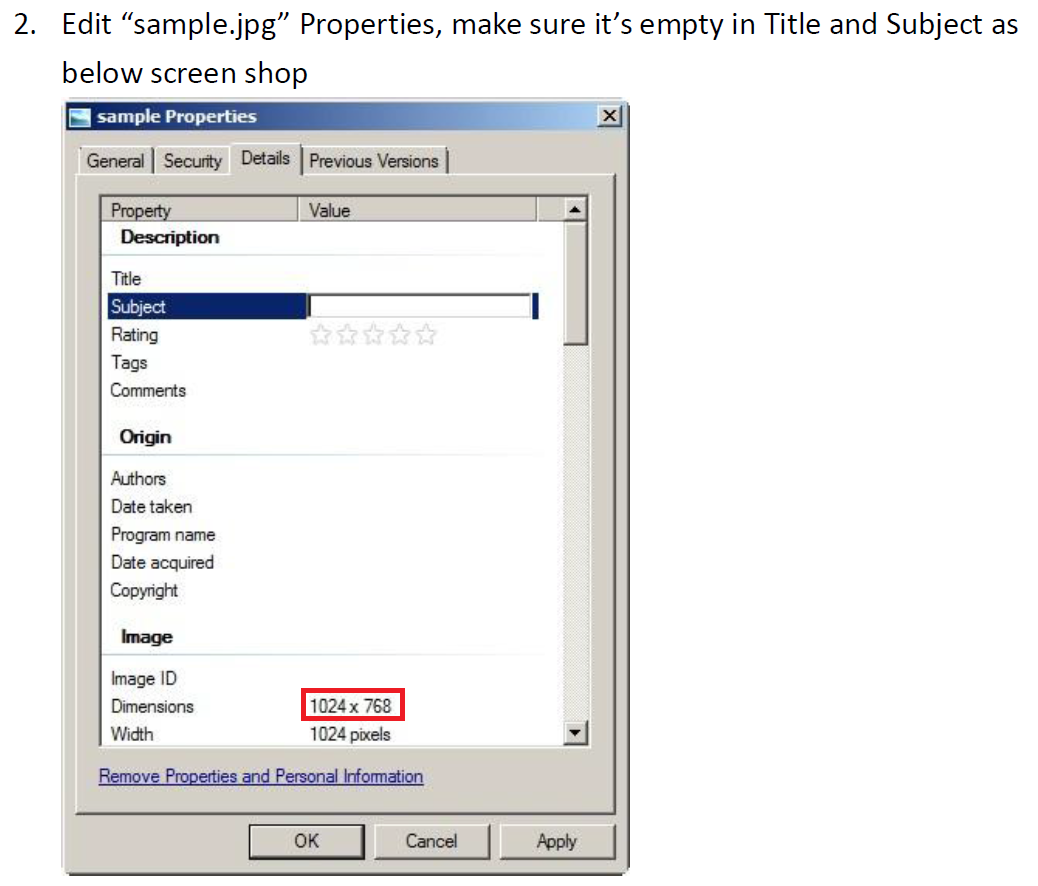 2. Edit “sample.jpg” Properties, make sure it’s empty in Title and Subject as
below screen shop
sample Properties
General Security Details Previous Versions
Property Value
Description
Title
Subject
Rating
Tags
Comments
Origin
Authors
Date taken
Program name
Date acquired
Copyright
Image
Image ID
Dimensions 1024 x 768
Width 1024 pixels
Remove Properties and Personal Information
OK Cancel Apply